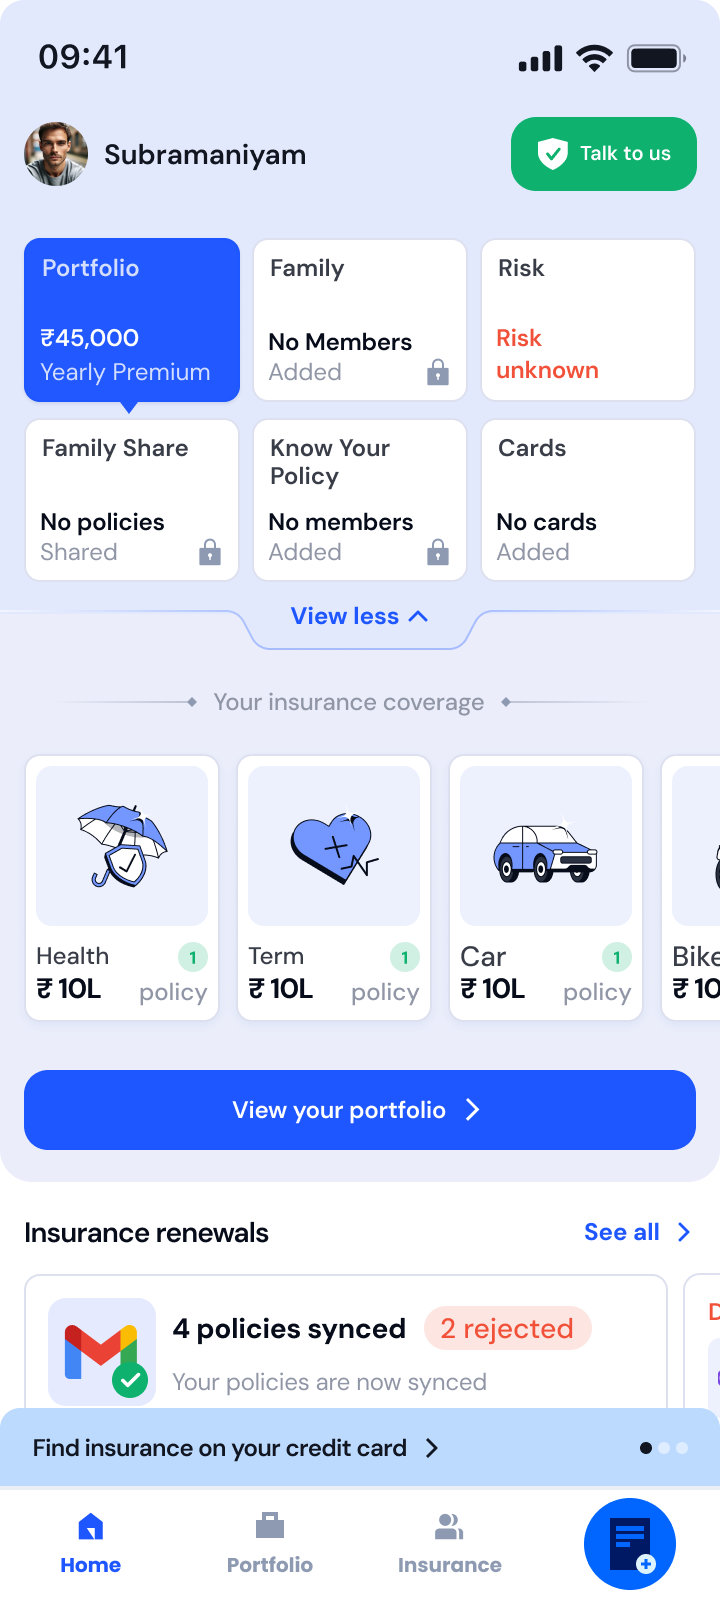 09:41
Subramaniyam
Talk to us
Portfolio
₹45,000
Yearly Premium
Family
No Members
Added
Risk
Risk
unknown
Family Share
No policies
Shared
Know Your
Policy
No members
Added
Cards
No cards
Added
View less
Your insurance coverage
Health
1
₹ 10L
policy
Term
1
₹ 10L
policy
Car
1
₹ 10L
policy
Bike
₹ 10
View your portfolio
Insurance renewals
See all
4 policies synced
2 rejected
Your policies are now synced
D
Find insurance on your credit card
Home
Portfolio
Insurance